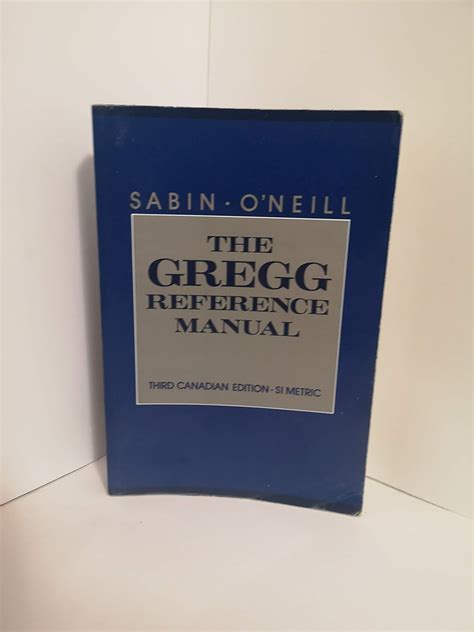 SABIN · O'NEILL
THE
GREGG
REFERENCE
MANUAL
THIRD CANADIAN EDITION - SI METRIC